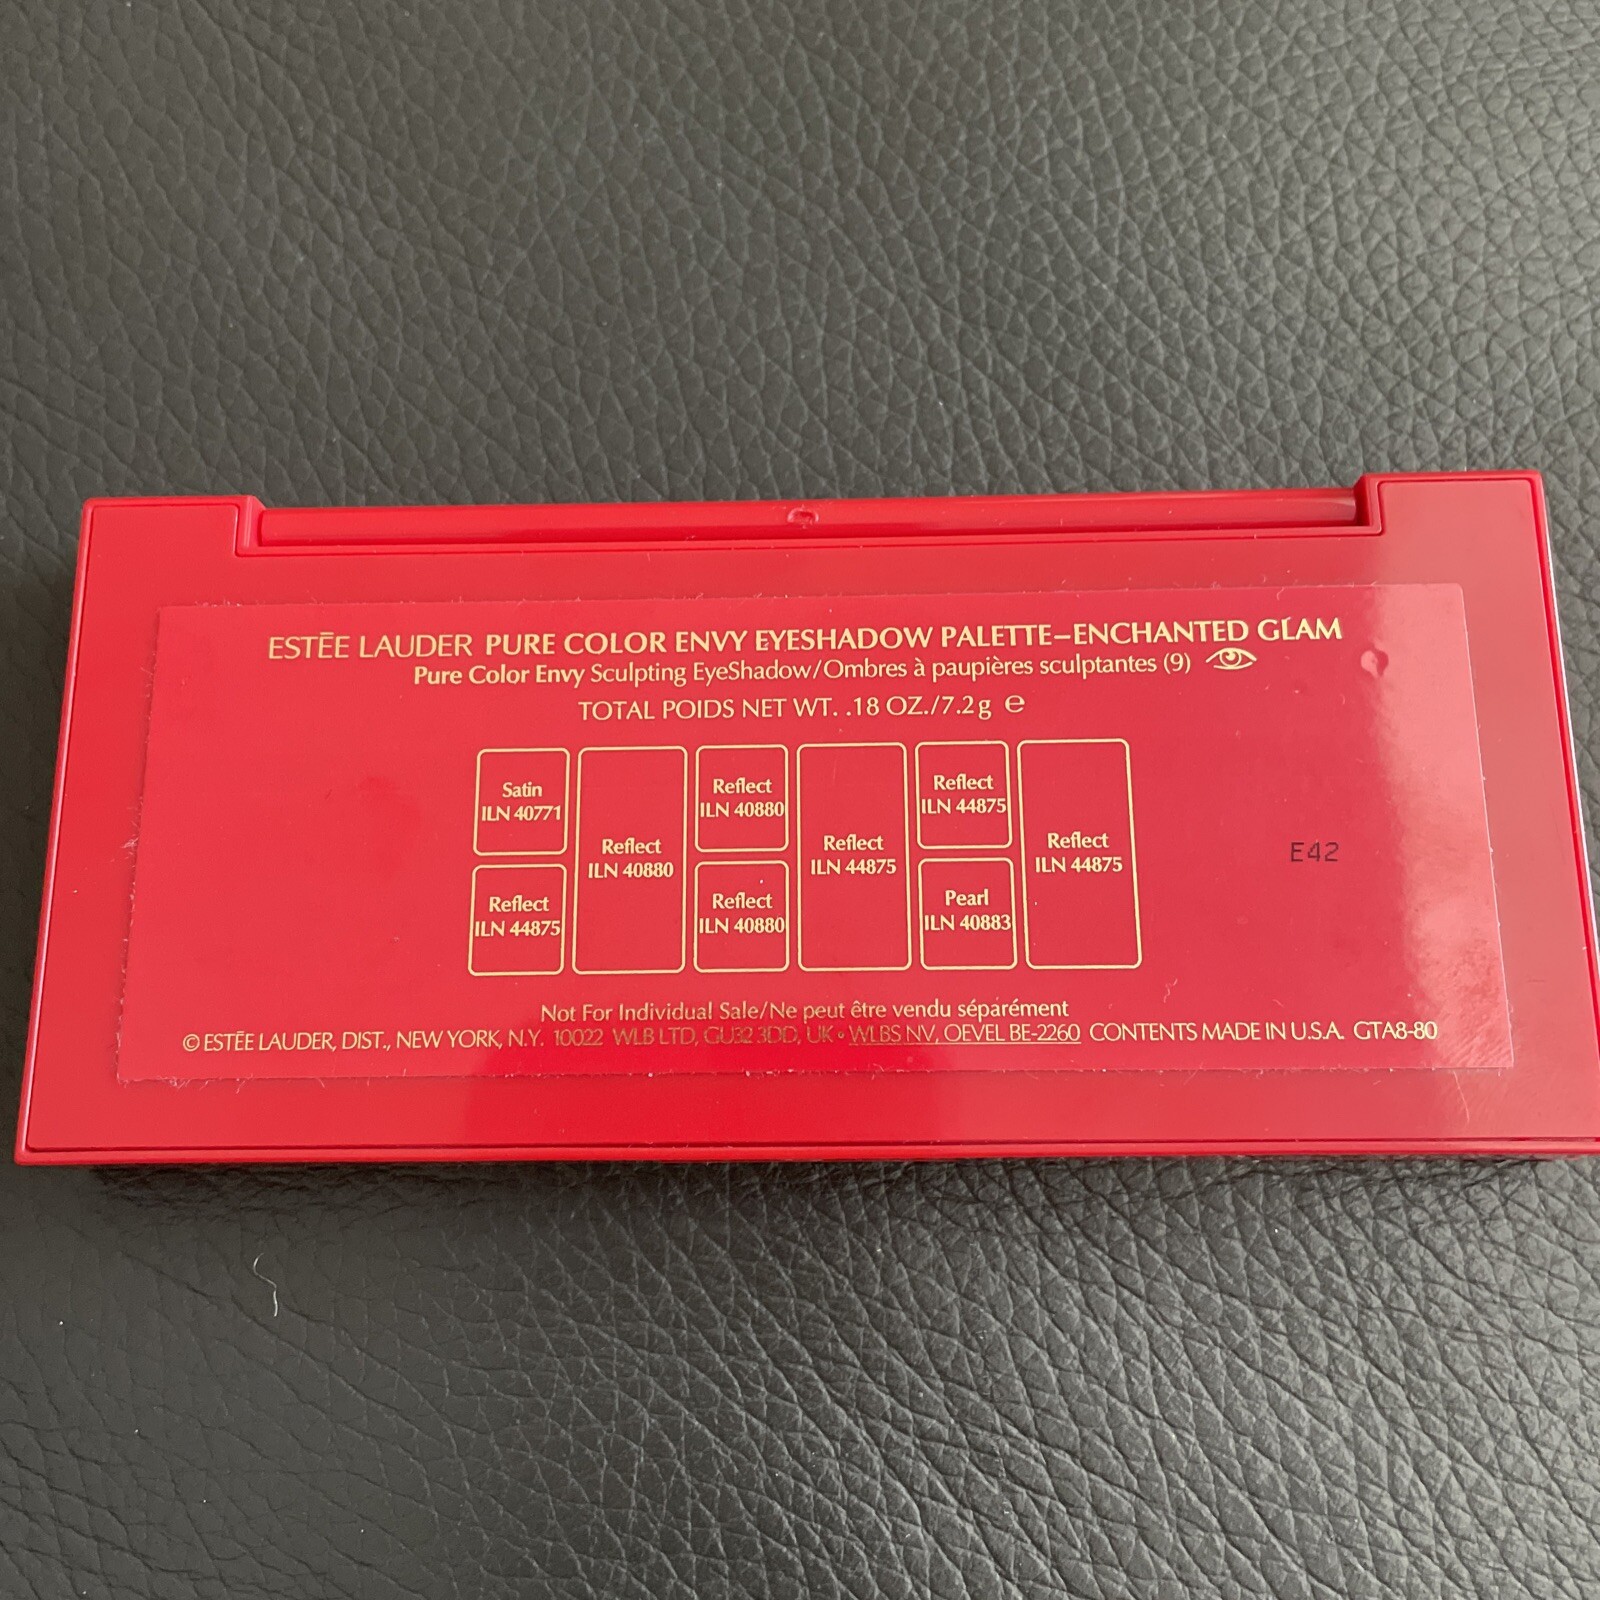 ESTĒE LAUDER PURE COLOR ENVY EYESHADOW PALETTE–ENCHANTED GLAM
Pure Color Envy Sculpting EyeShadow/Ombres à paupières sculptantes (9)
TOTAL POIDS NET WT. .18 OZ./7.2g ℮
Satin
ILN 40771
Reflect
ILN 44875
Reflect
ILN 40880
Reflect
ILN 40880
Reflect
ILN 40880
Reflect
ILN 44875
Reflect
ILN 44875
Pearl
ILN 40883
Reflect
ILN 44875
E42
Not For Individual Sale/Ne peut être vendu séparément
© ESTĒE LAUDER, DIST., NEW YORK, N.Y. 10022 WLB LTD, GU32 3DD, UK • WLBS NV, OEVEL BE-2260 CONTENTS MADE IN U.S.A. GTA8-80